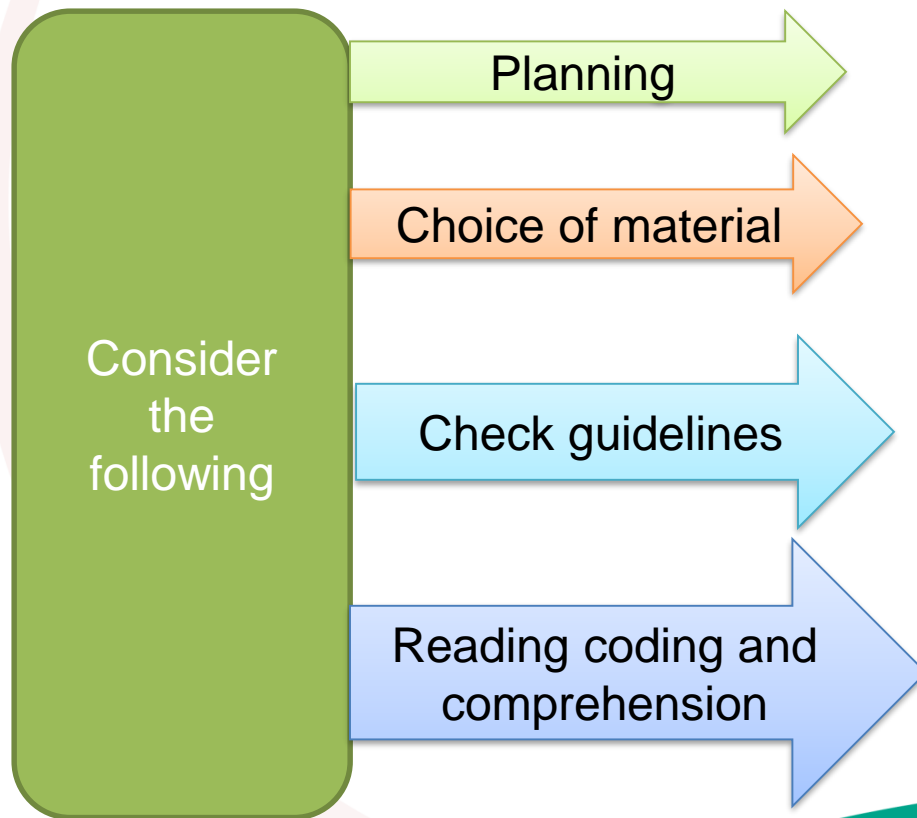 Consider
the
following
Planning
Choice of material
Check guidelines
Reading coding and
comprehension